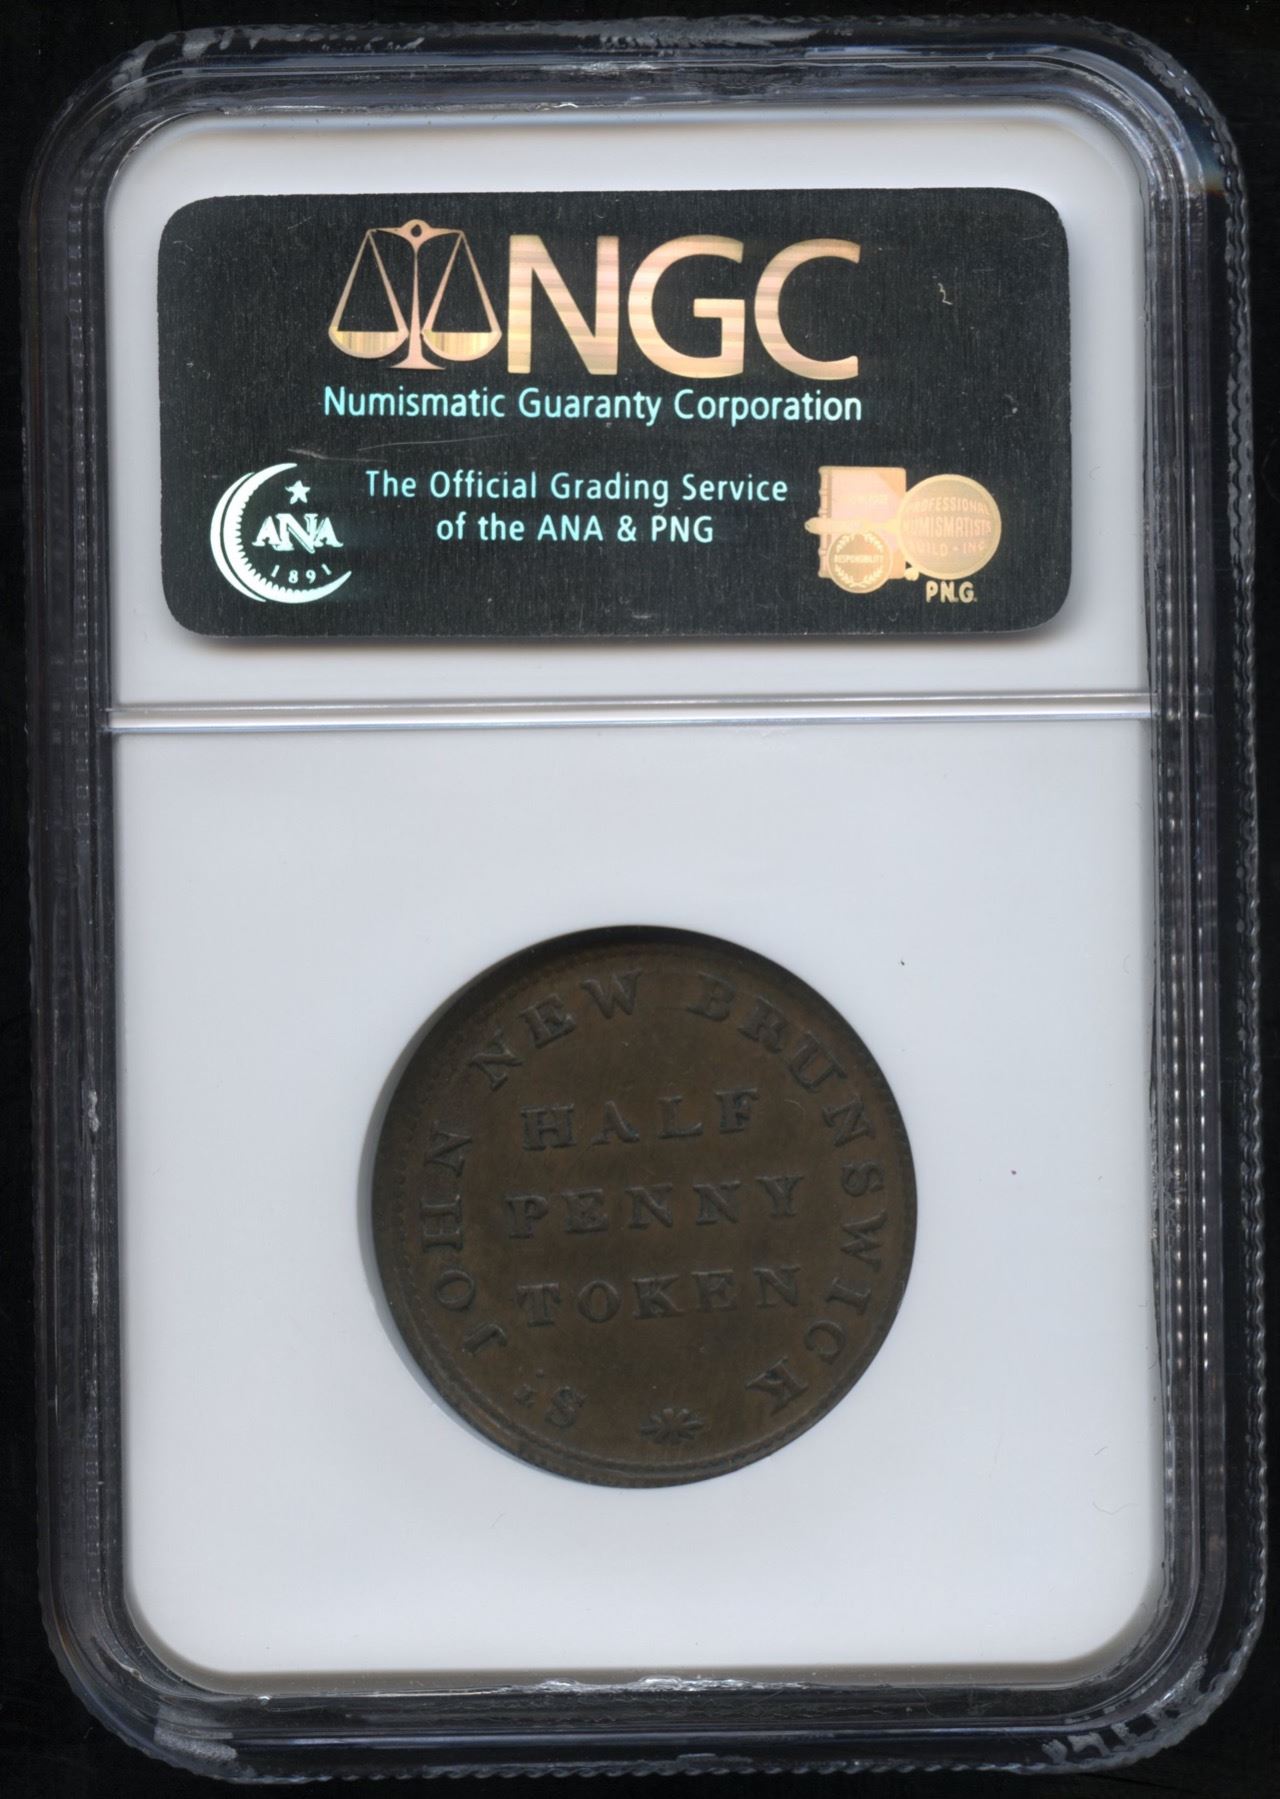 NGC
Numismatic Guaranty Corporation
The Official Grading Service
of the ANA & PNG
ANA
1891
RESPONSIBILITY
PROFESSIONAL
NUMISMATISTS
GUILD · INC
P.N.G.
S. JOHN NEW BRUNSWICK
HALF
PENNY
TOKEN